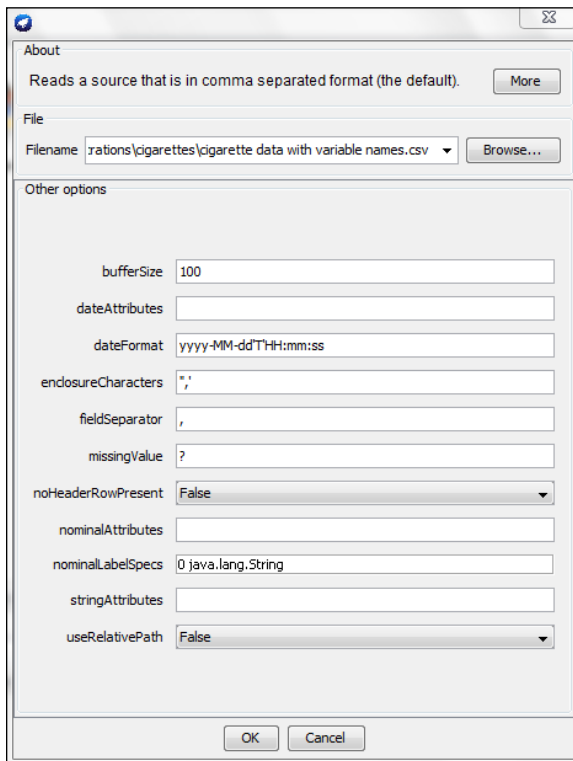 About
Reads a source that is in comma separated format (the default). More
File
Filename :rations\cigarettes\cigarette data with variable names.csv Browse...
Other options
bufferSize 100
dateAttributes
dateFormat yyyy-MM-dd'T'HH:mm:ss
enclosureCharacters ",'
fieldSeparator ,
missingValue ?
noHeaderRowPresent False
nominalAttributes
nominalLabelSpecs 0 java.lang.String
stringAttributes
useRelativePath False
OK Cancel